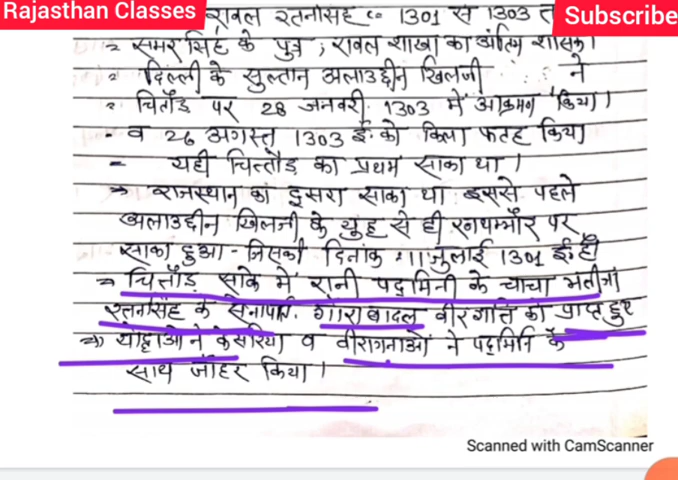 Rajasthan Classes
Subscribe
रावल रतनसिंह :- 1301 से 1303 त
→ समर सिंह के पुत्र, रावल शाखा का अंतिम शासक।
दिल्ली के सुल्तान अलाउद्दीन खिलजी ने
चितौड़ पर 28 जनवरी 1303 में आक्रमण किया।
- व 26 अगस्त 1303 ई. को किला फतह किया
- यही चित्तौड़ का प्रथम साका था।
→ राजस्थान का दुसरा साका था इससे पहले
अलाउद्दीन खिलजी के युद्ध से ही रणथम्भौर पर
साका हुआ - जिसकी दिनांक 11 जुलाई 1301 ई. है
→ चित्तौड़ साके में रानी पद्मिनी के चाचा भतीजा
रतनसिंह के सेनापति गोराबादल वीरगति को प्राप्त हुए
→ योद्धाओ ने केसरिया व वीरांगनाओं ने पद्मिनि के
साथ जौहर किया।
Scanned with CamScanner